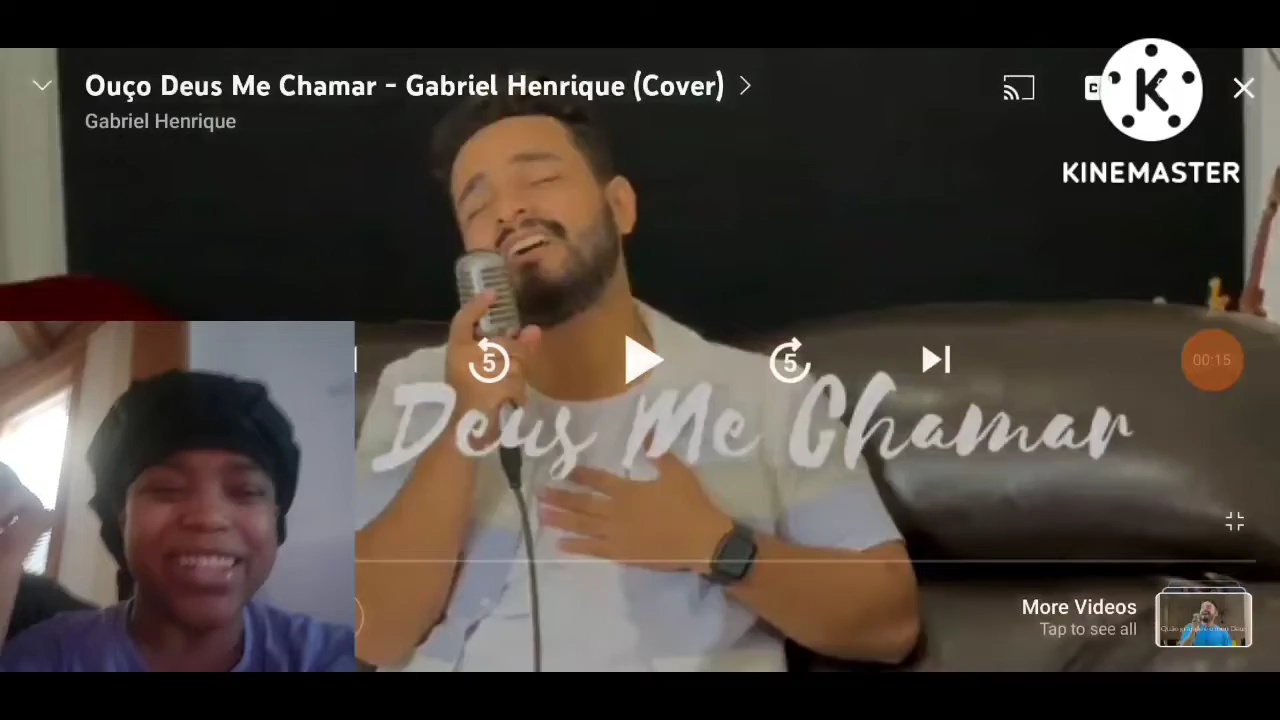 Ouço Deus Me Chamar - Gabriel Henrique (Cover)
Gabriel Henrique
K
KINEMASTER
5
5
00:15
Deus Me Chamar
More Videos
Tap to see all